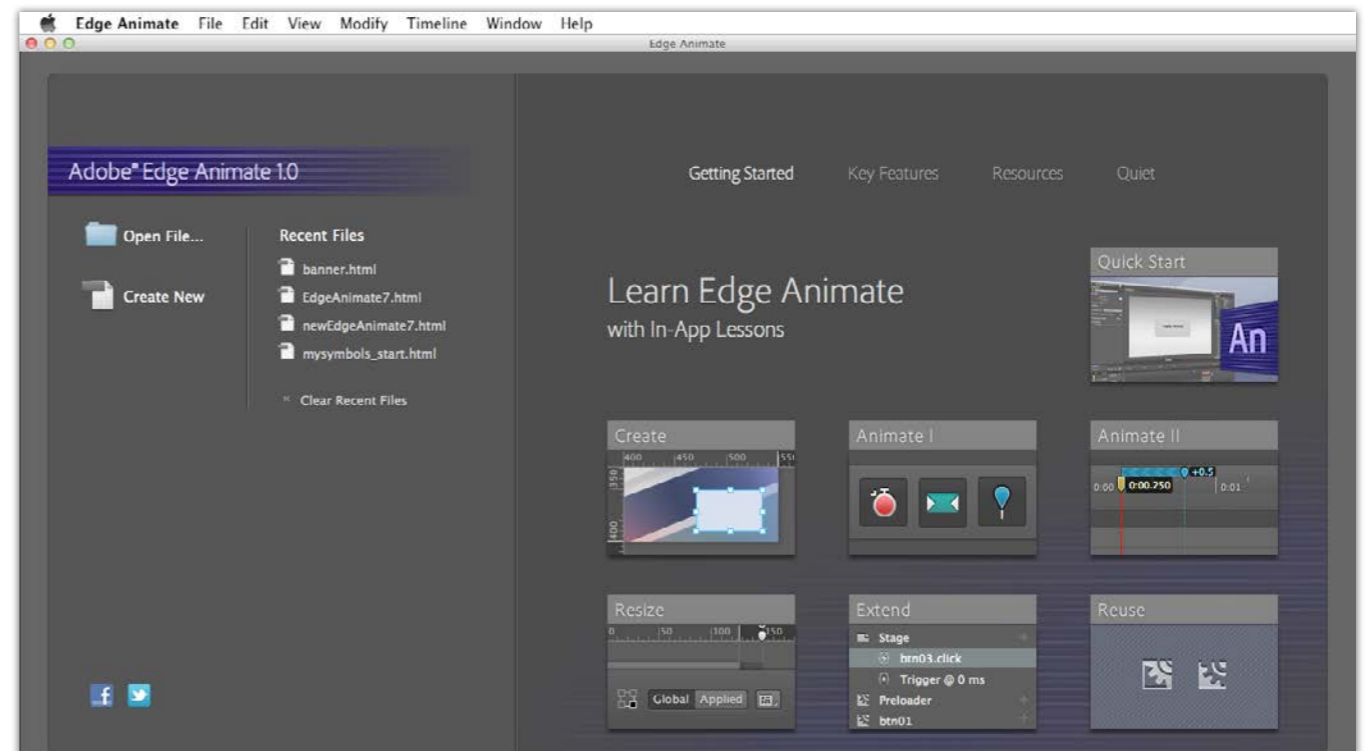 Edge Animate File Edit View Modify Timeline Window Help
Edge Animate
Adobe® Edge Animate 1.0
Open File...
Create New
Recent Files
banner.html
EdgeAnimate7.html
newEdgeAnimate7.html
mysymbols_start.html
× Clear Recent Files
Getting Started Key Features Resources Quiet
Learn Edge Animate
with In-App Lessons
Quick Start
An
Create
400 450 500 55
350
400
Animate I
Animate II
+0.5
0:00 0:00.250 0:01
Resize
0 50 100 150
Global Applied
Extend
Stage
btn03.click
Trigger @ 0 ms
Preloader
btn01
Reuse
f